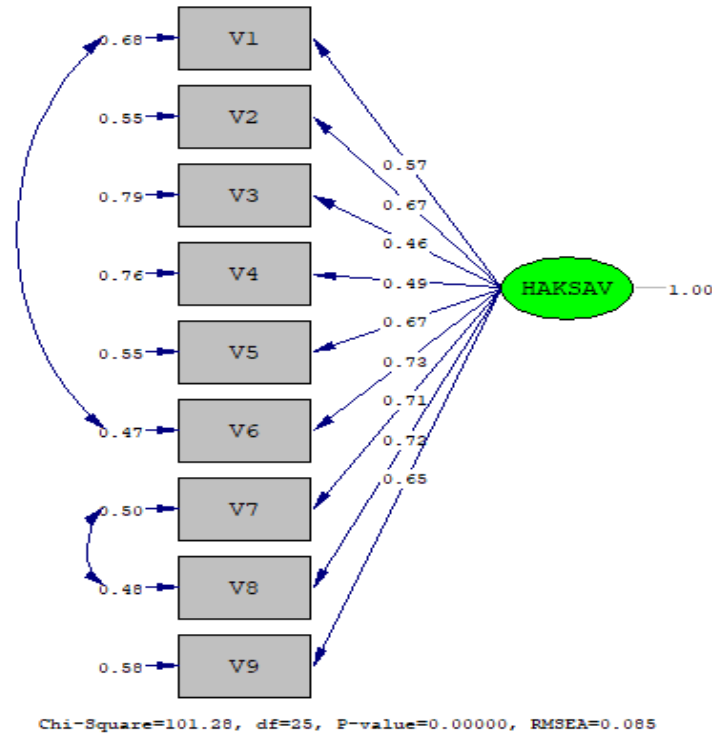 0.68 V1
0.55 V2
0.57
0.79 V3
0.67
0.46
0.76 V4
0.49
HAKSAV 1.00
0.67
0.55 V5
0.73
0.71
0.47 V6
0.72
0.65
0.50 V7
0.48 V8
0.58 V9
Chi-Square=101.28, df=25, P-value=0.00000, RMSEA=0.085